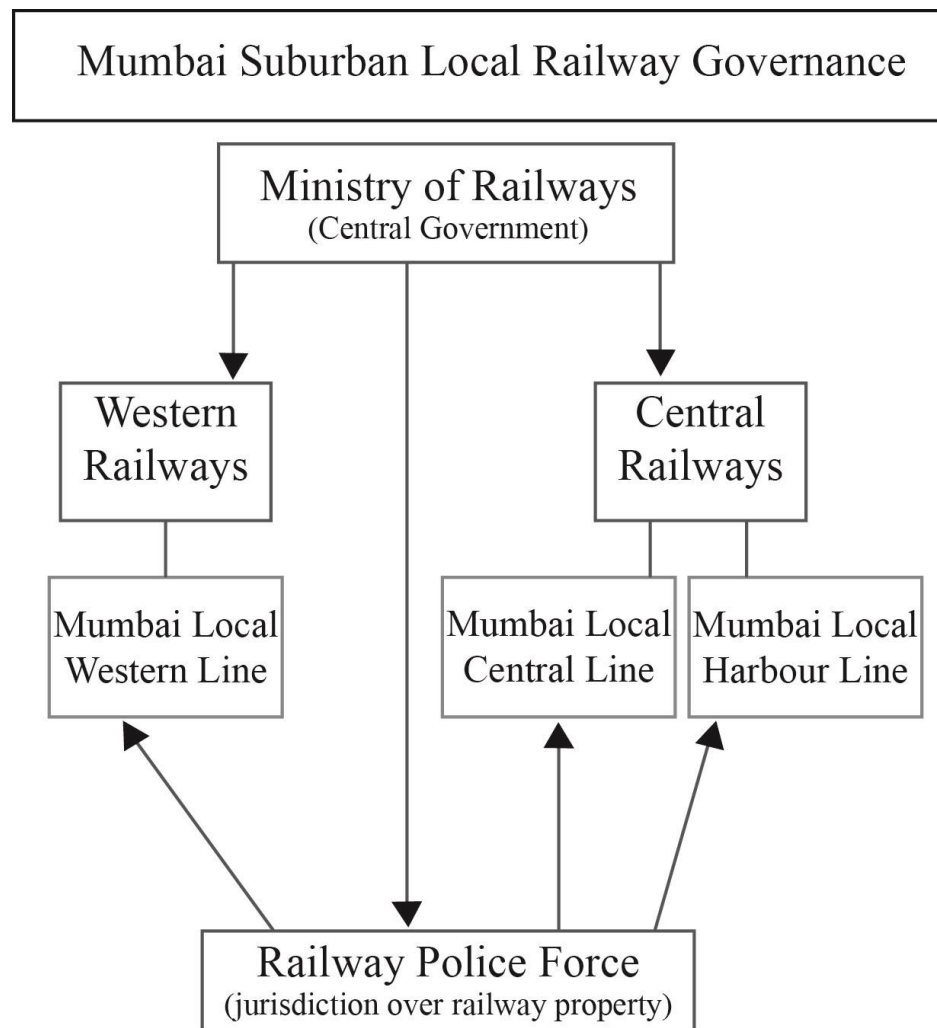 Mumbai Suburban Local Railway Governance
Ministry of Railways
(Central Government)
Western
Railways
Central
Railways
Mumbai Local
Western Line
Mumbai Local
Central Line
Mumbai Local
Harbour Line
Railway Police Force
(jurisdiction over railway property)